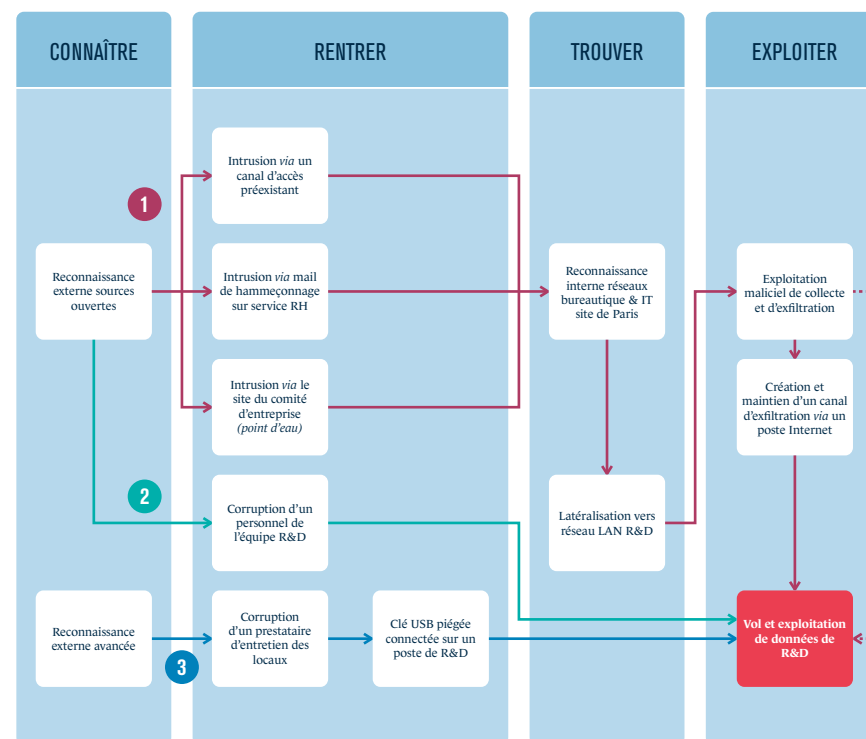 CONNAÎTRE
RENTRER
TROUVER
EXPLOITER
Intrusion via un
canal d'accès
préexistant
1
Reconnaissance
externe sources
ouvertes
Intrusion via mail
de hammeçonnage
sur service RH
Reconnaissance
interne réseaux
bureautique & IT
site de Paris
Exploitation
maliciel de collecte
et d'exfiltration
Intrusion via le
site du comité
d'entreprise
(point d'eau)
Création et
maintien d'un canal
d'exfiltration via un
poste Internet
2
Corruption d'un
personnel de
l'équipe R&D
Latéralisation vers
réseau LAN R&D
Reconnaissance
externe avancée
3
Corruption
d'un prestataire
d'entretien des
locaux
Clé USB piégée
connectée sur un
poste de R&D
Vol et exploitation
de données de
R&D